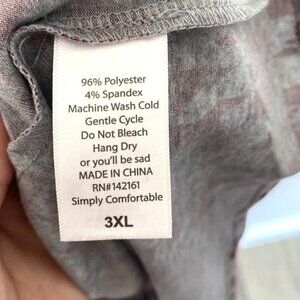 96% Polyester
4% Spandex
Machine Wash Cold
Gentle Cycle
Do Not Bleach
Hang Dry
or you'll be sad
MADE IN CHINA
RN#142161
Simply Comfortable
3XL